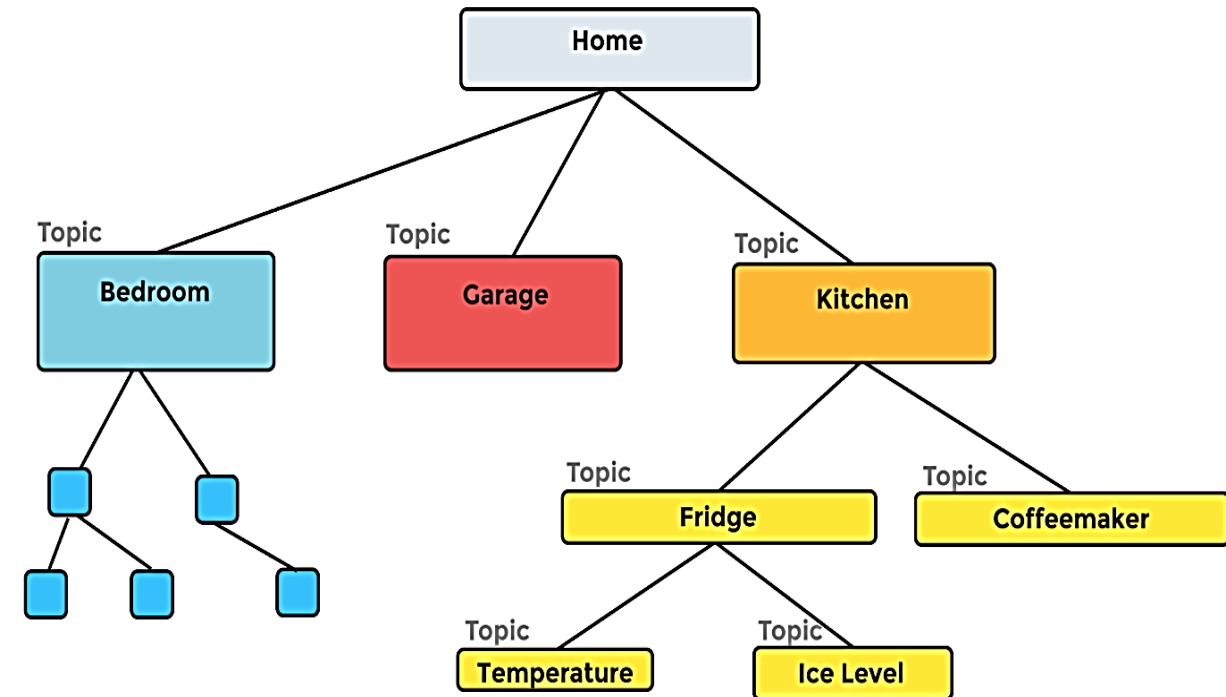 Home
Topic
Bedroom
Topic
Garage
Topic
Kitchen
Topic
Fridge
Topic
Coffeemaker
Topic
Temperature
Topic
Ice Level